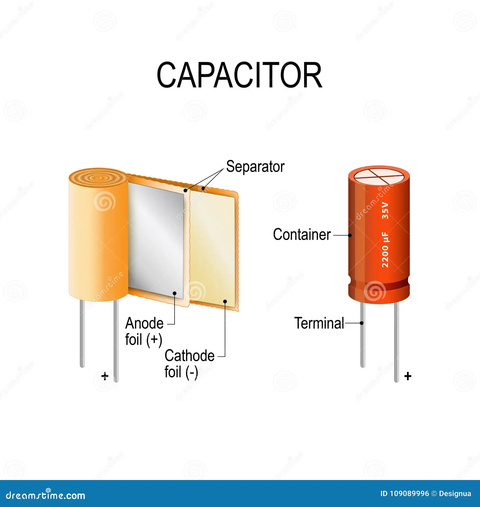 CAPACITOR
Separator
Container
2200 µF 35V
Anode
foil (+)
Cathode
foil (-)
Terminal
+
+
dreamstime.com
ID 109089996 © Designua